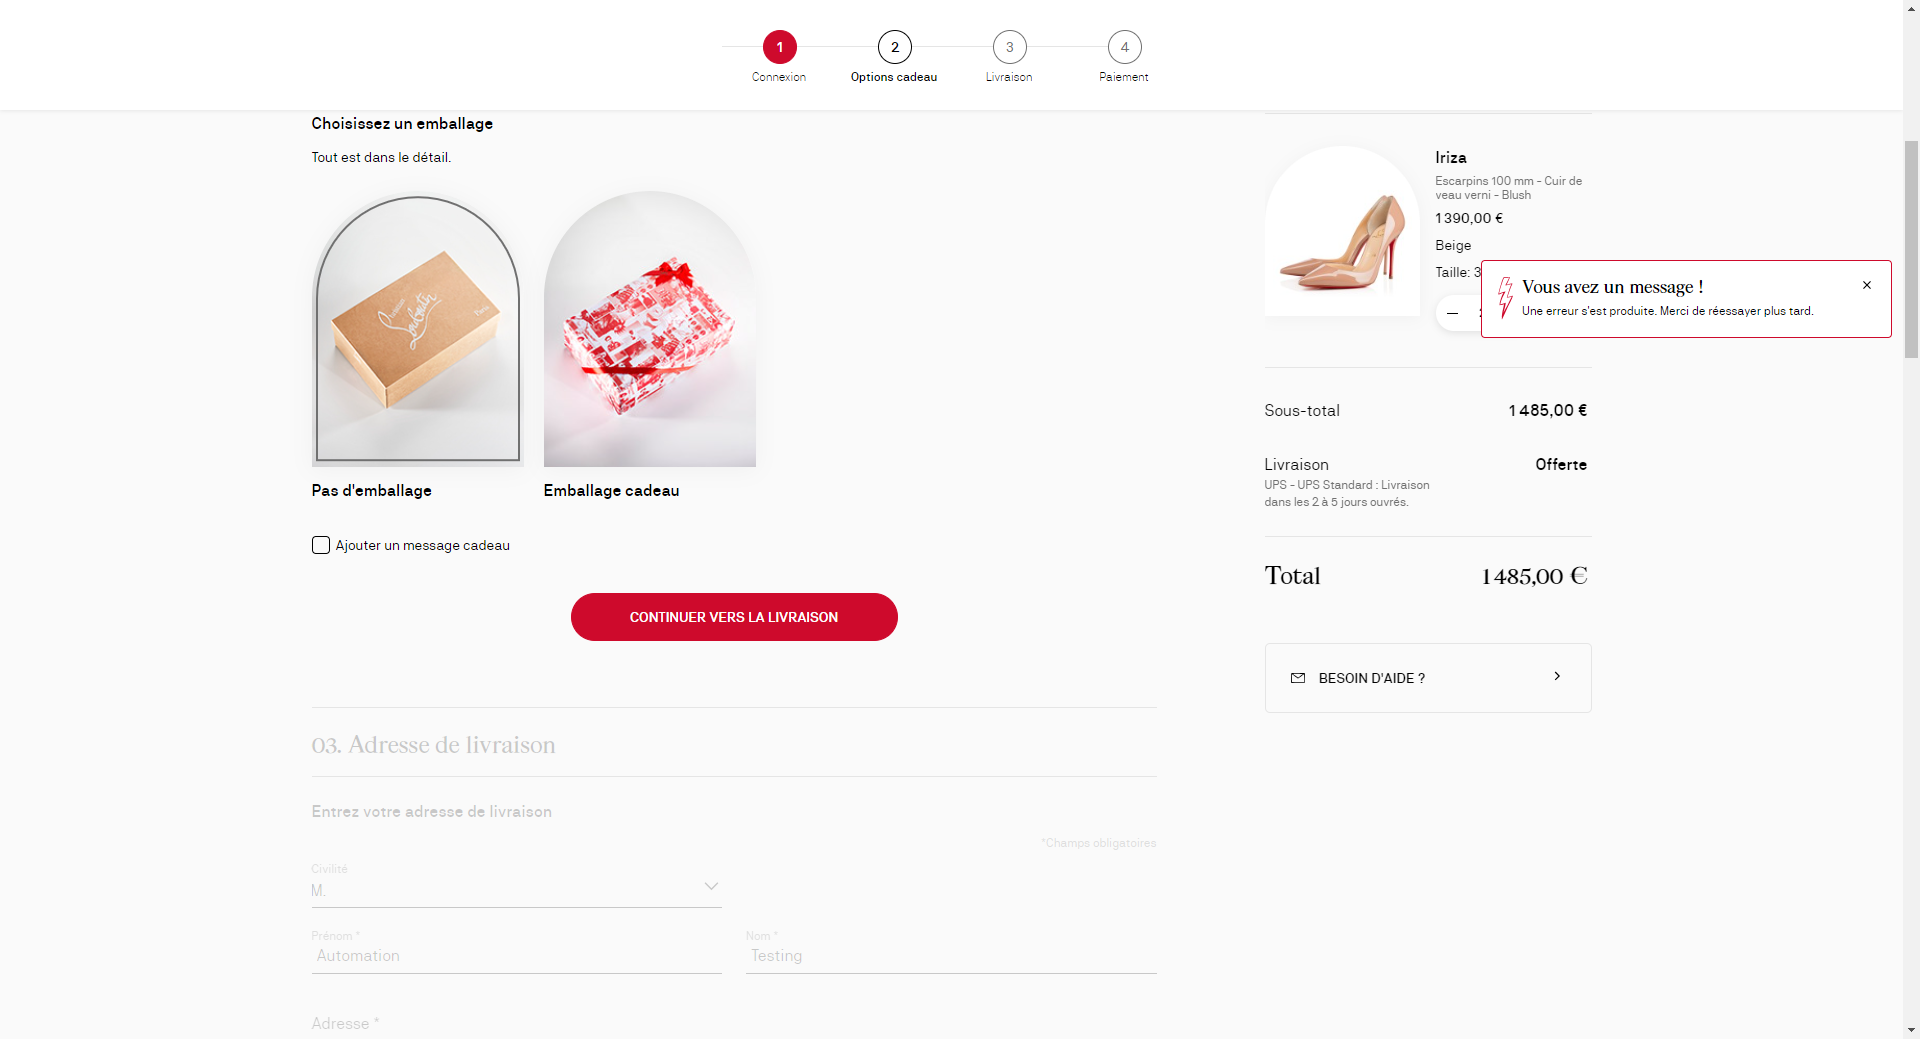 1
2
3
4
Connexion
Options cadeau
Livraison
Paiement
Choisissez un emballage
Tout est dans le détail.
Louboutin
Paris
Pas d'emballage
Emballage cadeau
Ajouter un message cadeau
CONTINUER VERS LA LIVRAISON
03. Adresse de livraison
Entrez votre adresse de livraison
*Champs obligatoires
Civilité
M.
Prénom *
Nom *
Automation
Testing
Adresse *
Iriza
Escarpins 100 mm - Cuir de
veau verni - Blush
1 390,00 €
Beige
Taille: 3
Vous avez un message !
Une erreur s'est produite. Merci de réessayer plus tard.
Sous-total
1 485,00 €
Livraison
Offerte
UPS - UPS Standard : Livraison
dans les 2 à 5 jours ouvrés.
Total
1 485,00 €
BESOIN D'AIDE ?